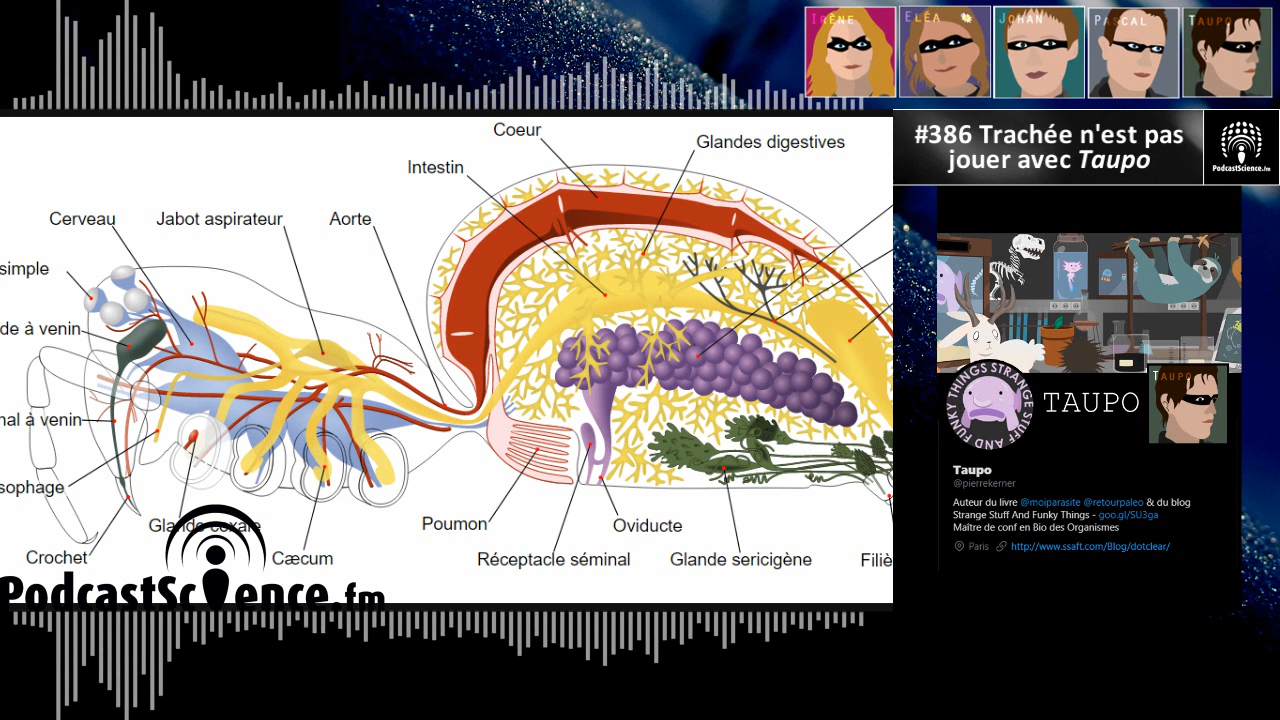 IRÈNE
ELÉA
JOHAN
PASCAL
TAUPO
#386 Trachée n'est pas
jouer avec Taupo
PodcastScience.fm
Coeur
Glandes digestives
Intestin
Cerveau
Jabot aspirateur
Aorte
simple
de à venin
nal à venin
sophage
Glande coxale
Crochet
Cæcum
Poumon
Oviducte
Réceptacle séminal
Glande sericigène
Filiè
PodcastScience.fm
STRANGE STUFF AND FUNKY THINGS
TAUPO
TAUPO
Taupo
@pierrekerner
Auteur du livre @moiparasite @retourpaleo & du blog
Strange Stuff And Funky Things - goo.gl/SU3ga
Maître de conf en Bio des Organismes
Paris http://www.ssaft.com/Blog/dotclear/